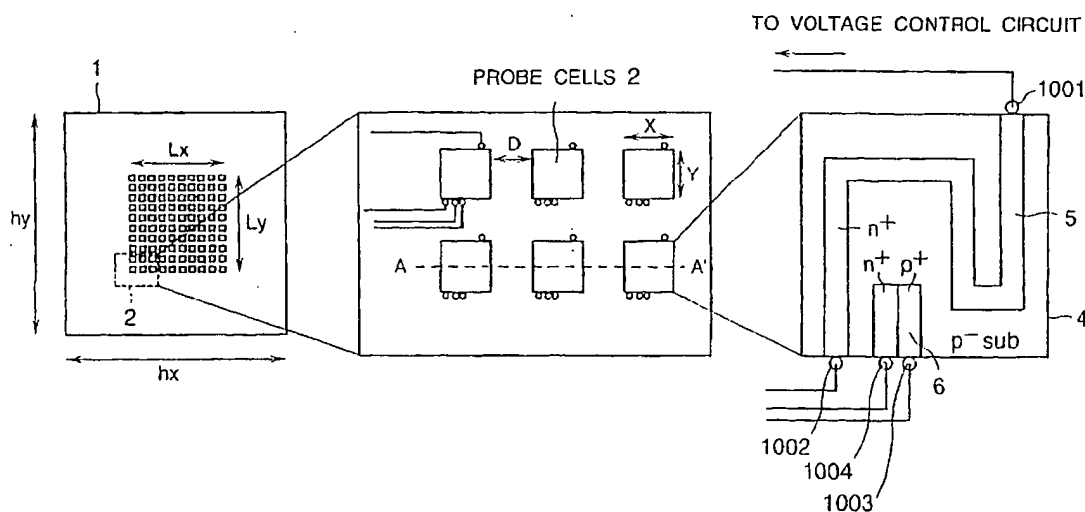 TO VOLTAGE CONTROL CIRCUIT
1
PROBE CELLS 2
1001
Lx
D
X
Y
hy
Ly
n+
5
A
A'
n+
p+
4
2
p- sub
6
hx
1002
1004
1003